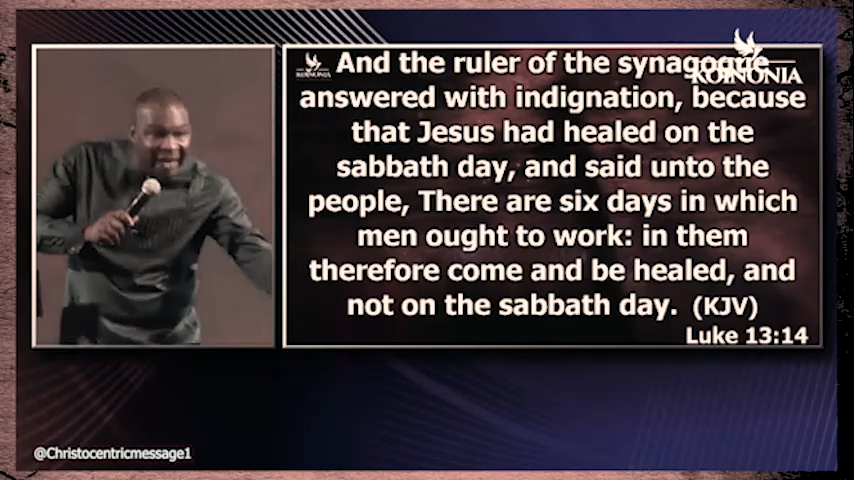 And the ruler of the synagogue
KOINONIA
KOINONIA
answered with indignation, because
that Jesus had healed on the
sabbath day, and said unto the
people, There are six days in which
men ought to work: in them
therefore come and be healed, and
not on the sabbath day. (KJV)
Luke 13:14
@Christocentricmessage1